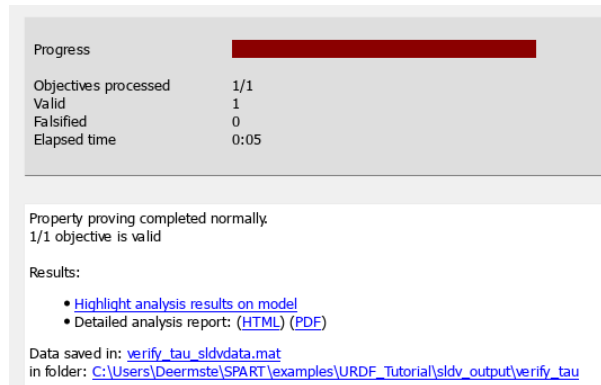 Progress
Objectives processed 1/1
Valid 1
Falsified 0
Elapsed time 0:05
Property proving completed normally.
1/1 objective is valid
Results:
• Highlight analysis results on model
• Detailed analysis report: (HTML) (PDF)
Data saved in: verify_tau_sldvdata.mat
in folder: C:\Users\Deermste\SPART\examples\URDF_Tutorial\sldv_output\verify_tau